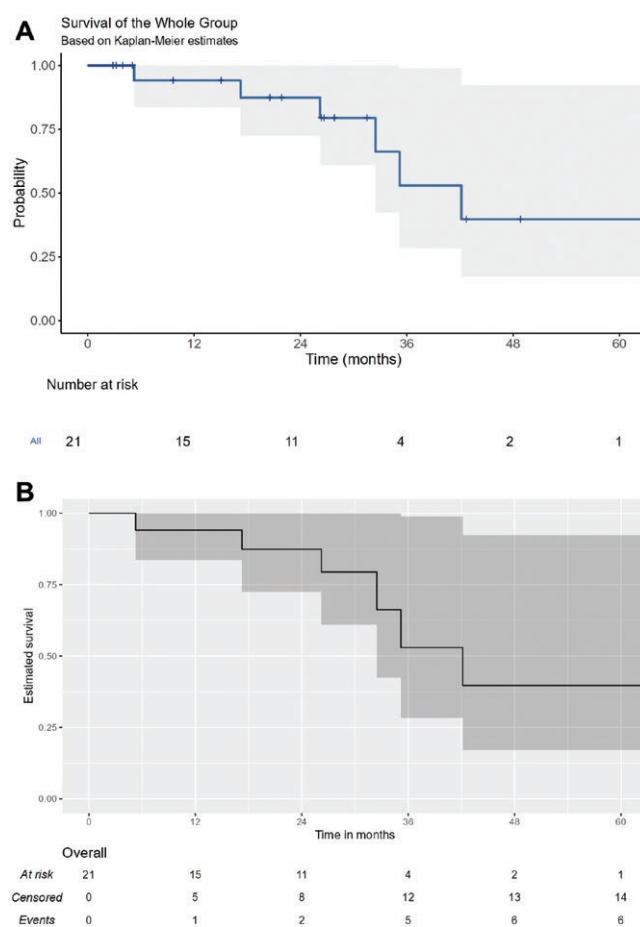 A
Survival of the Whole Group
Based on Kaplan-Meier estimates
1.00
0.75
0.50
0.25
0.00
Probability
0 12 24 36 48 60
Time (months)
Number at risk
All 21 15 11 4 2 1
B
1.00
0.75
0.50
0.25
0.00
Estimated survival
0 12 24 36 48 60
Time in months
Overall
At risk 21 15 11 4 2 1
Censored 0 5 8 12 13 14
Events 0 1 2 5 6 6